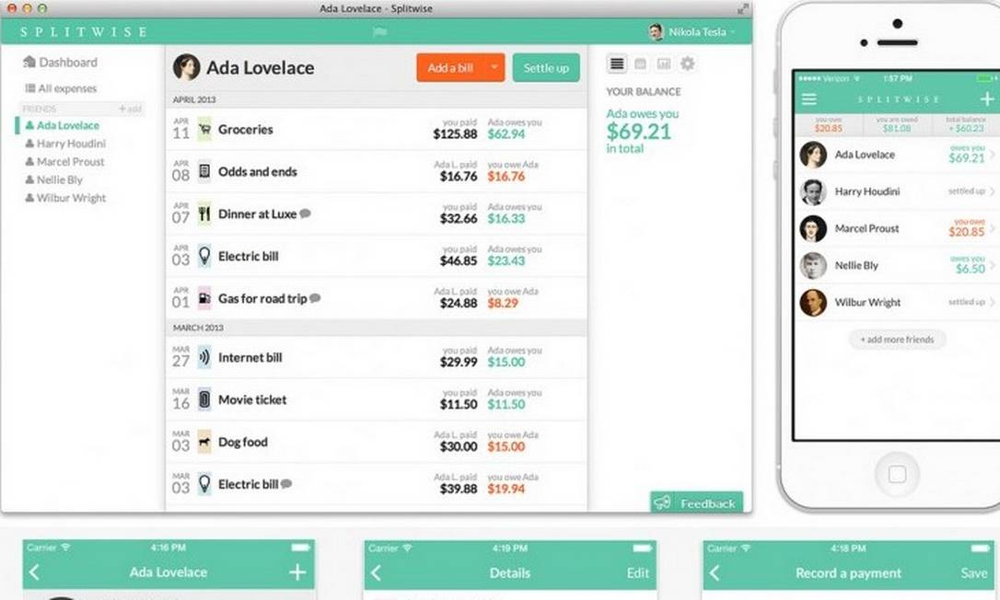 Ada Lovelace - Splitwise
SPLITWISE
Nikola Tesla
Dashboard
All expenses
FRIENDS + add
Ada Lovelace
Harry Houdini
Marcel Proust
Nellie Bly
Wilbur Wright
Ada Lovelace
Add a bill
Settle up
APRIL 2013
APR 11 Groceries you paid $125.88 Ada owes you $62.94
APR 08 Odds and ends Ada L. paid $16.76 you owe Ada $16.76
APR 07 Dinner at Luxe you paid $32.66 Ada owes you $16.33
APR 03 Electric bill you paid $46.85 Ada owes you $23.43
APR 01 Gas for road trip Ada L. paid $24.88 you owe Ada $8.29
MARCH 2013
MAR 27 Internet bill you paid $29.99 Ada owes you $15.00
MAR 16 Movie ticket you paid $11.50 Ada owes you $11.50
MAR 03 Dog food Ada L. paid $30.00 you owe Ada $15.00
MAR 03 Electric bill Ada L. paid $39.88 you owe Ada $19.94
YOUR BALANCE
Ada owes you
$69.21
in total
Feedback
Verizon 1:57 PM
SPLITWISE
you owe you are owed total balance
$20.85 $81.08 + $60.23
Ada Lovelace owes you $69.21
Harry Houdini settled up
Marcel Proust you owe $20.85
Nellie Bly owes you $6.50
Wilbur Wright settled up
+ add more friends
Carrier 4:16 PM
Ada Lovelace
Carrier 4:19 PM
Details Edit
Carrier 4:18 PM
Record a payment Save